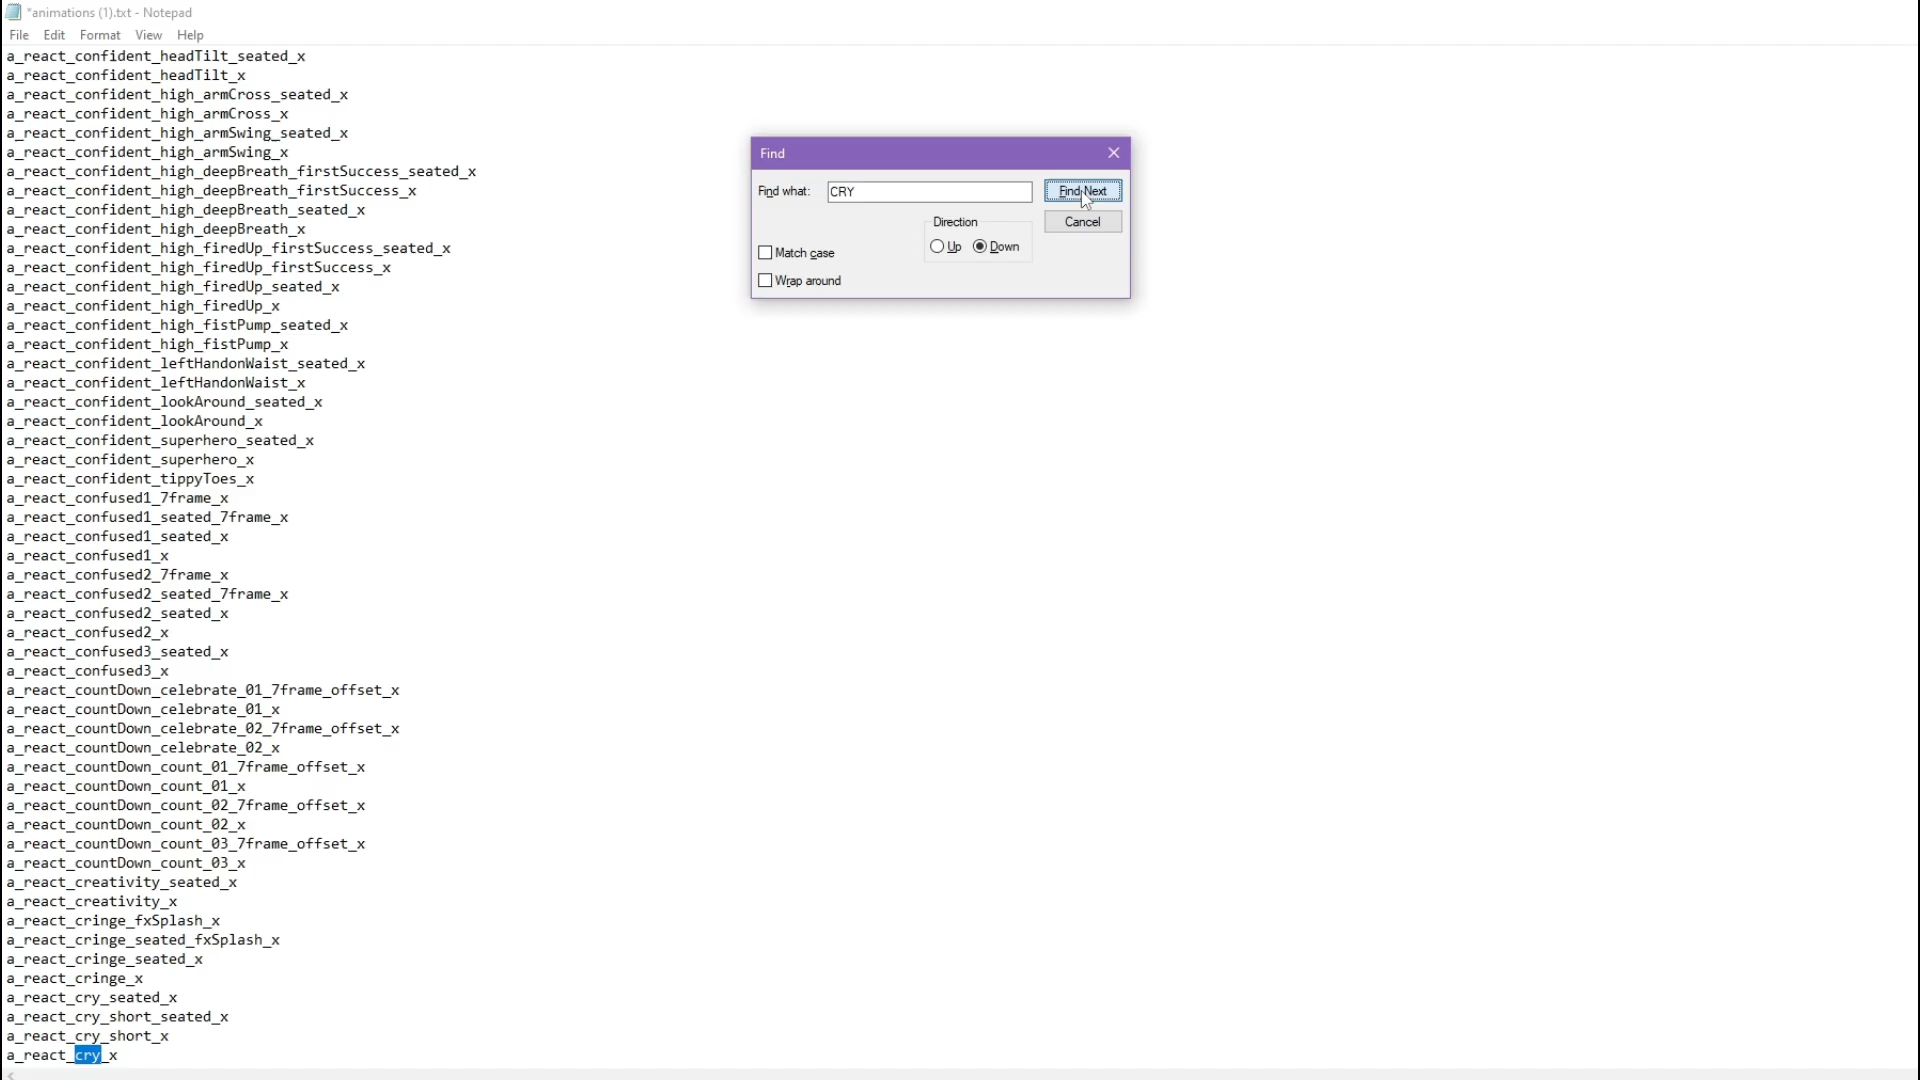 *animations (1).txt - Notepad
File Edit Format View Help
a_react_confident_headTilt_seated_x
a_react_confident_headTilt_x
a_react_confident_high_armCross_seated_x
a_react_confident_high_armCross_x
a_react_confident_high_armSwing_seated_x
a_react_confident_high_armSwing_x
a_react_confident_high_deepBreath_firstSuccess_seated_x
a_react_confident_high_deepBreath_firstSuccess_x
a_react_confident_high_deepBreath_seated_x
a_react_confident_high_deepBreath_x
a_react_confident_high_firedUp_firstSuccess_seated_x
a_react_confident_high_firedUp_firstSuccess_x
a_react_confident_high_firedUp_seated_x
a_react_confident_high_firedUp_x
a_react_confident_high_fistPump_seated_x
a_react_confident_high_fistPump_x
a_react_confident_leftHandonWaist_seated_x
a_react_confident_leftHandonWaist_x
a_react_confident_lookAround_seated_x
a_react_confident_lookAround_x
a_react_confident_superhero_seated_x
a_react_confident_superhero_x
a_react_confident_tippyToes_x
a_react_confused1_7frame_x
a_react_confused1_seated_7frame_x
a_react_confused1_seated_x
a_react_confused1_x
a_react_confused2_7frame_x
a_react_confused2_seated_7frame_x
a_react_confused2_seated_x
a_react_confused2_x
a_react_confused3_seated_x
a_react_confused3_x
a_react_countDown_celebrate_01_7frame_offset_x
a_react_countDown_celebrate_01_x
a_react_countDown_celebrate_02_7frame_offset_x
a_react_countDown_celebrate_02_x
a_react_countDown_count_01_7frame_offset_x
a_react_countDown_count_01_x
a_react_countDown_count_02_7frame_offset_x
a_react_countDown_count_02_x
a_react_countDown_count_03_7frame_offset_x
a_react_countDown_count_03_x
a_react_creativity_seated_x
a_react_creativity_x
a_react_cringe_fxSplash_x
a_react_cringe_seated_fxSplash_x
a_react_cringe_seated_x
a_react_cringe_x
a_react_cry_seated_x
a_react_cry_short_seated_x
a_react_cry_short_x
a_react_cry_x
Find
Find what: CRY Find Next
Direction Cancel
Up Down
Match case
Wrap around